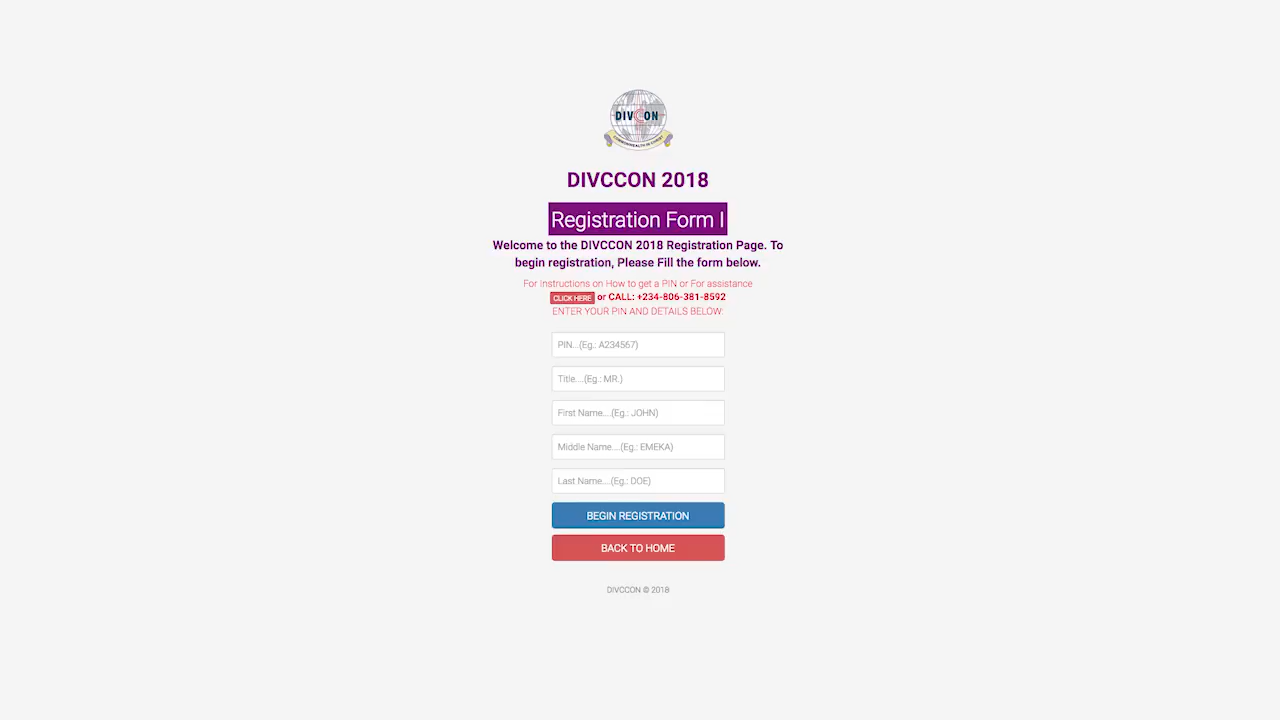 DIVCCON
COMMONWEALTH IN CHRIST
DIVCCON 2018
Registration Form I
Welcome to the DIVCCON 2018 Registration Page. To
begin registration, Please Fill the form below.
For Instructions on How to get a PIN or For assistance
CLICK HERE or CALL: +234-806-381-8592
ENTER YOUR PIN AND DETAILS BELOW:
PIN...(Eg.: A234567)
Title....(Eg.: MR.)
First Name....(Eg.: JOHN)
Middle Name....(Eg.: EMEKA)
Last Name....(Eg.: DOE)
BEGIN REGISTRATION
BACK TO HOME
DIVCCON © 2018